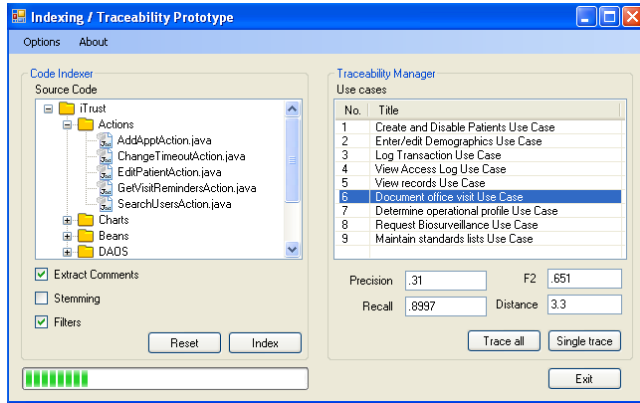 Indexing / Traceability Prototype
Options About
Code Indexer
Source Code
iTrust
Actions
AddApptAction.java
ChangeTimeoutAction.java
EditPatientAction.java
GetVisitRemindersAction.java
SearchUsersAction.java
Charts
Beans
DAOS
Extract Comments
Stemming
Filters
Reset Index
Traceability Manager
Use cases
No. Title
1 Create and Disable Patients Use Case
2 Enter/edit Demographics Use Case
3 Log Transaction Use Case
4 View Access Log Use Case
5 View records Use Case
6 Document office visit Use Case
7 Determine operational profile Use Case
8 Request Biosurveillance Use Case
9 Maintain standards lists Use Case
Precision .31 F2 .651
Recall .8997 Distance 3.3
Trace all Single trace
Exit